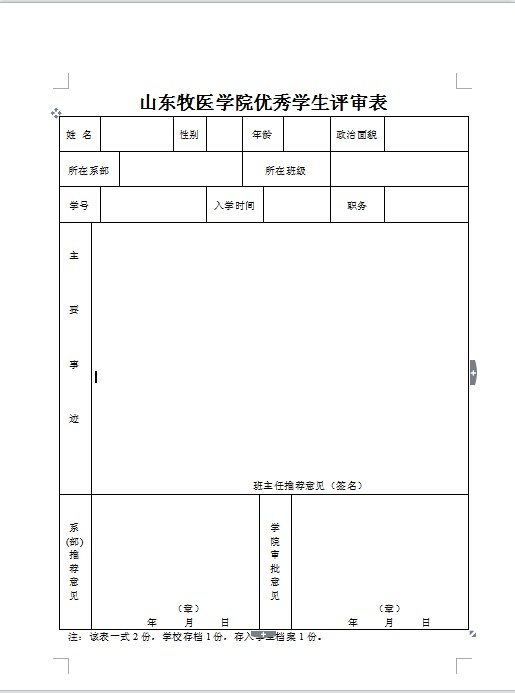 山东牧医学院优秀学生评审表
姓 名 性别 年龄 政治面貌
所在系部 所在班级
学号 入学时间 职务
主
要
事
迹
班主任推荐意见（签名）
系(部)推荐意见
（章）
年 月 日
学院审批意见
（章）
年 月 日
注：该表一式2份，学校存档1份，存入学生档案1份。